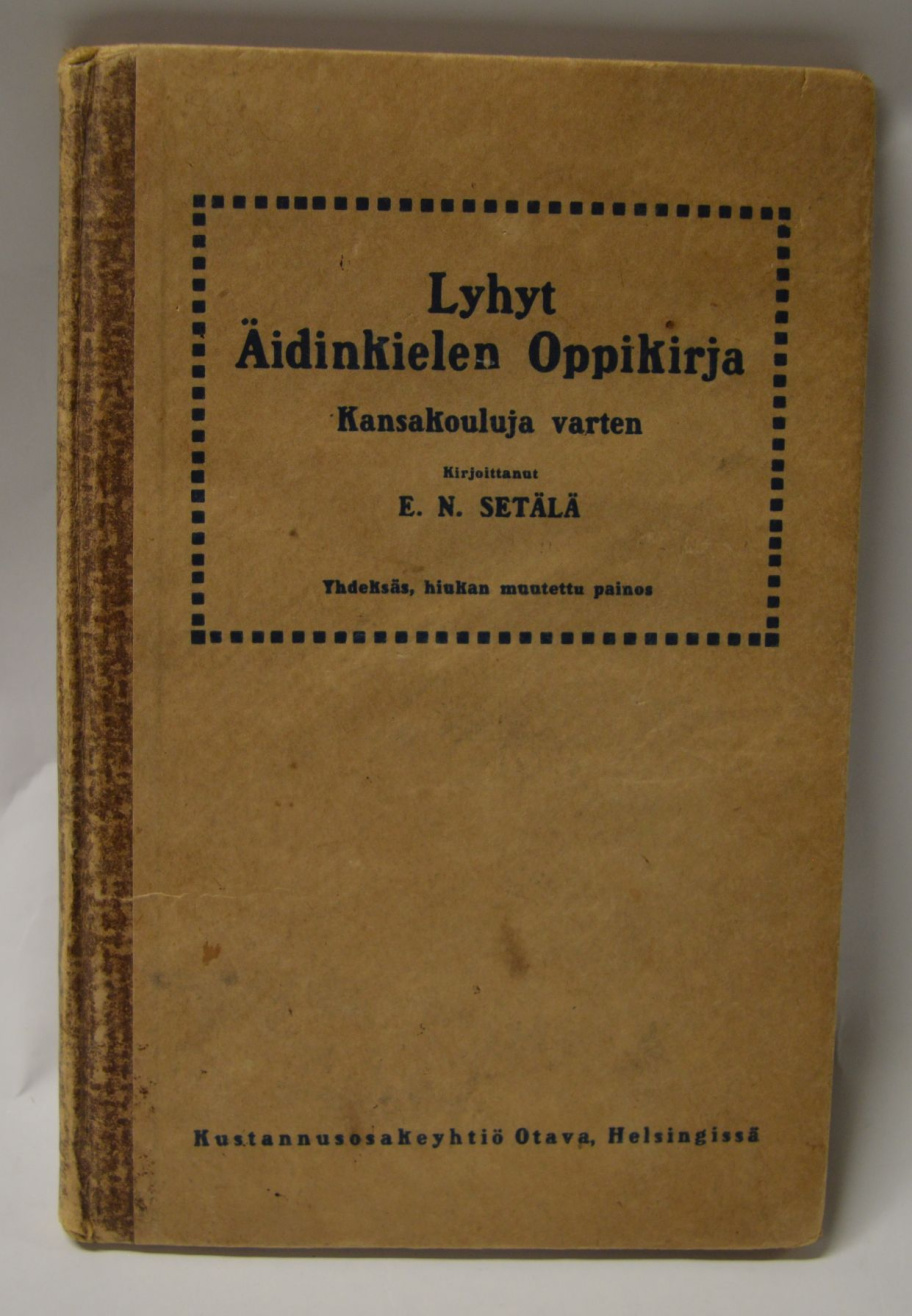 Lyhyt
Äidinkielen Oppikirja
Kansakouluja varten
Kirjoittanut
E. N. SETÄLÄ
Yhdeksäs, hiukan muutettu painos
Kustannusosakeyhtiö Otava, Helsingissä